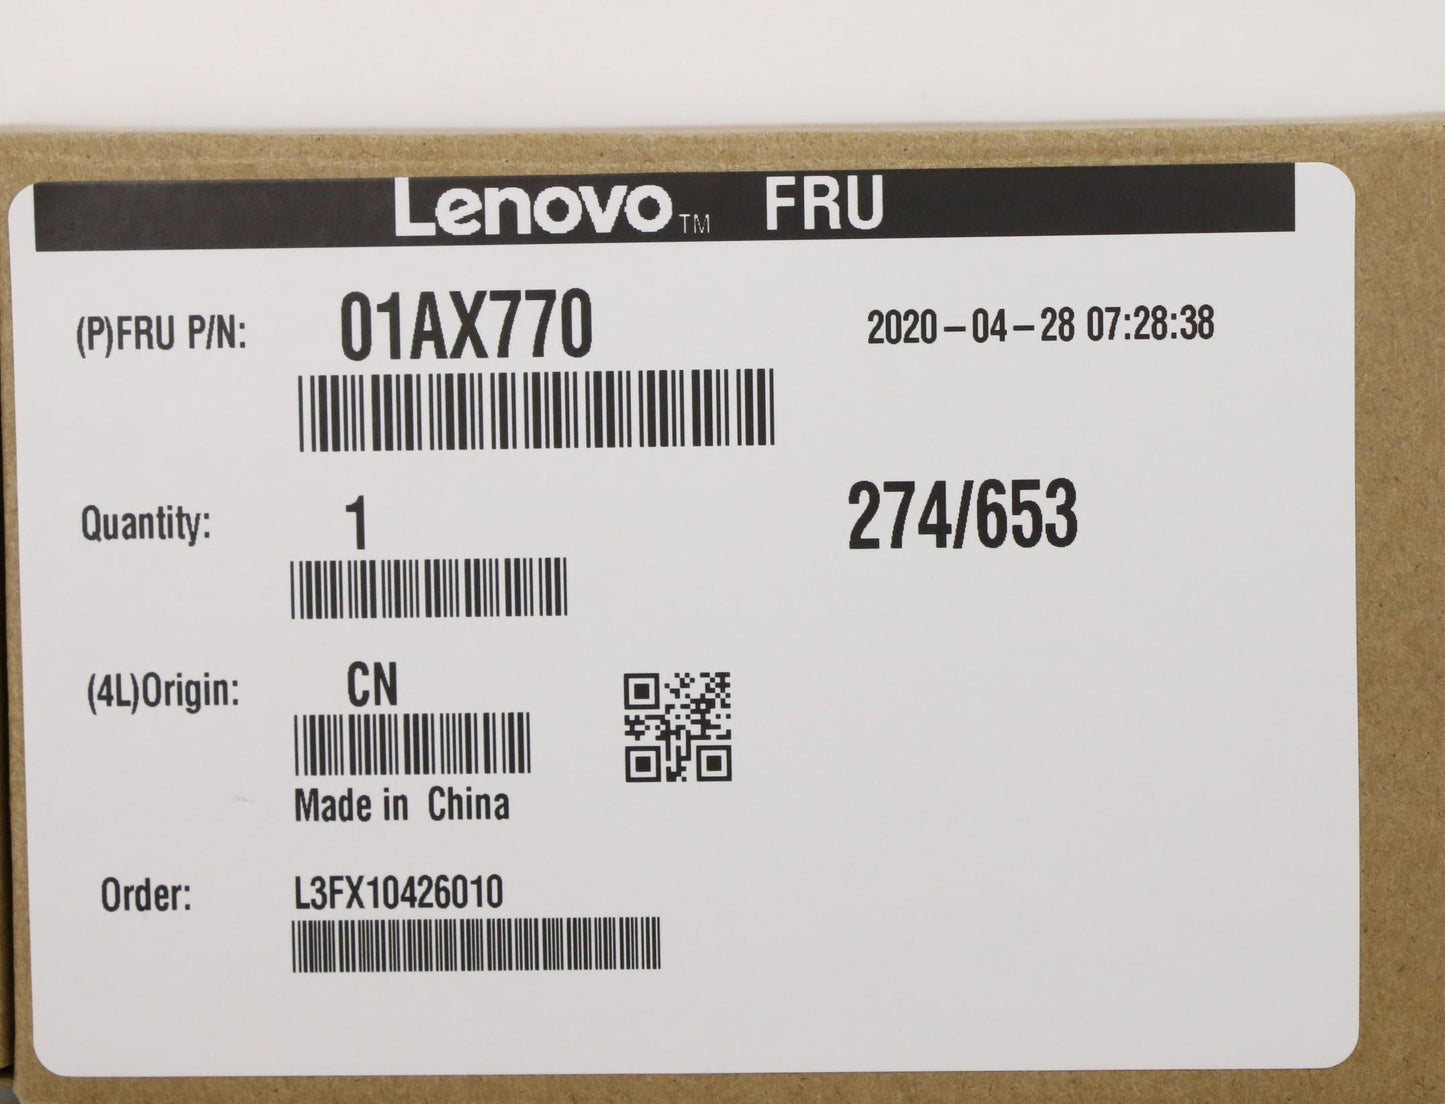 Lenovo™ FRU
(P)FRU P/N: 01AX770 2020-04-28 07:28:38
Quantity: 1 274/653
(4L)Origin: CN
Made in China
Order: L3FX10426010